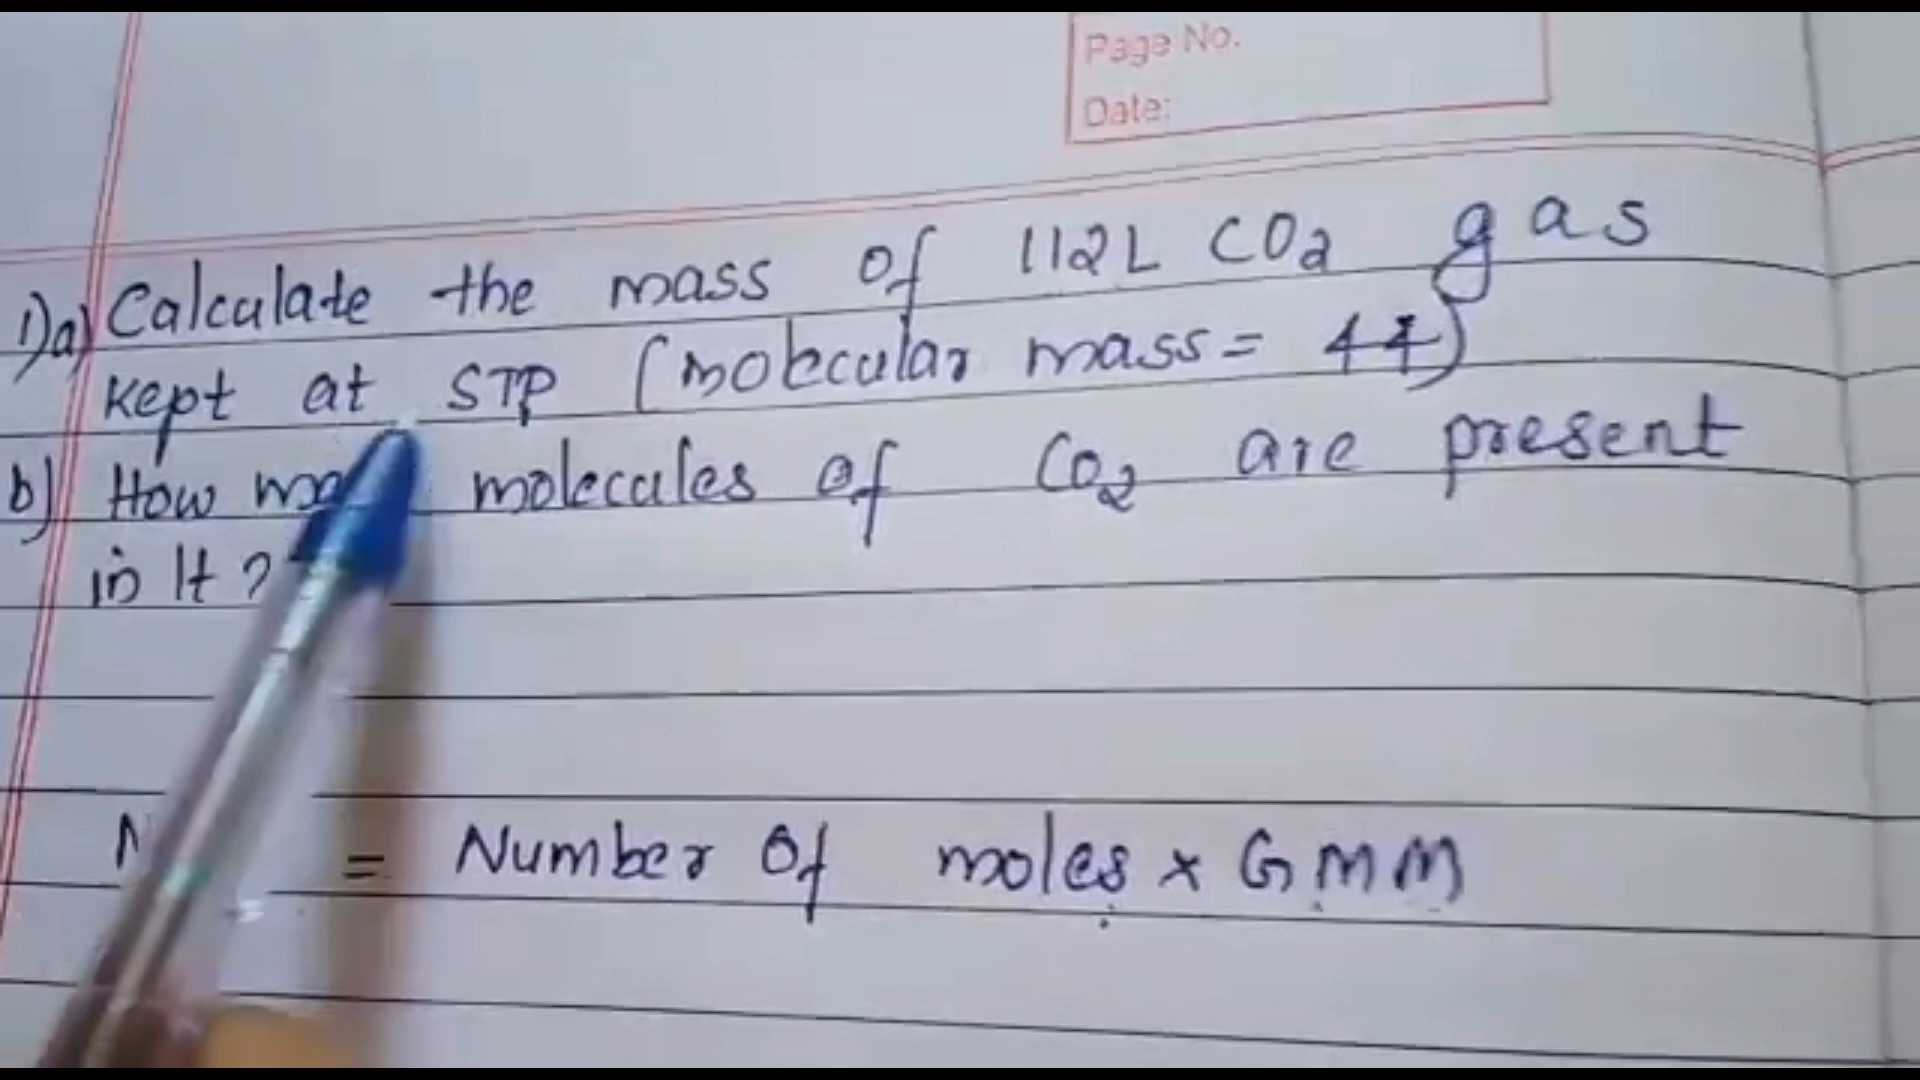 Page No.
Date:
1)a) Calculate the mass of 112L CO2 gas
kept at STP (molecular mass = 44)
b) How molecules of CO2 are present
in It?
= Number Of moles × GMM